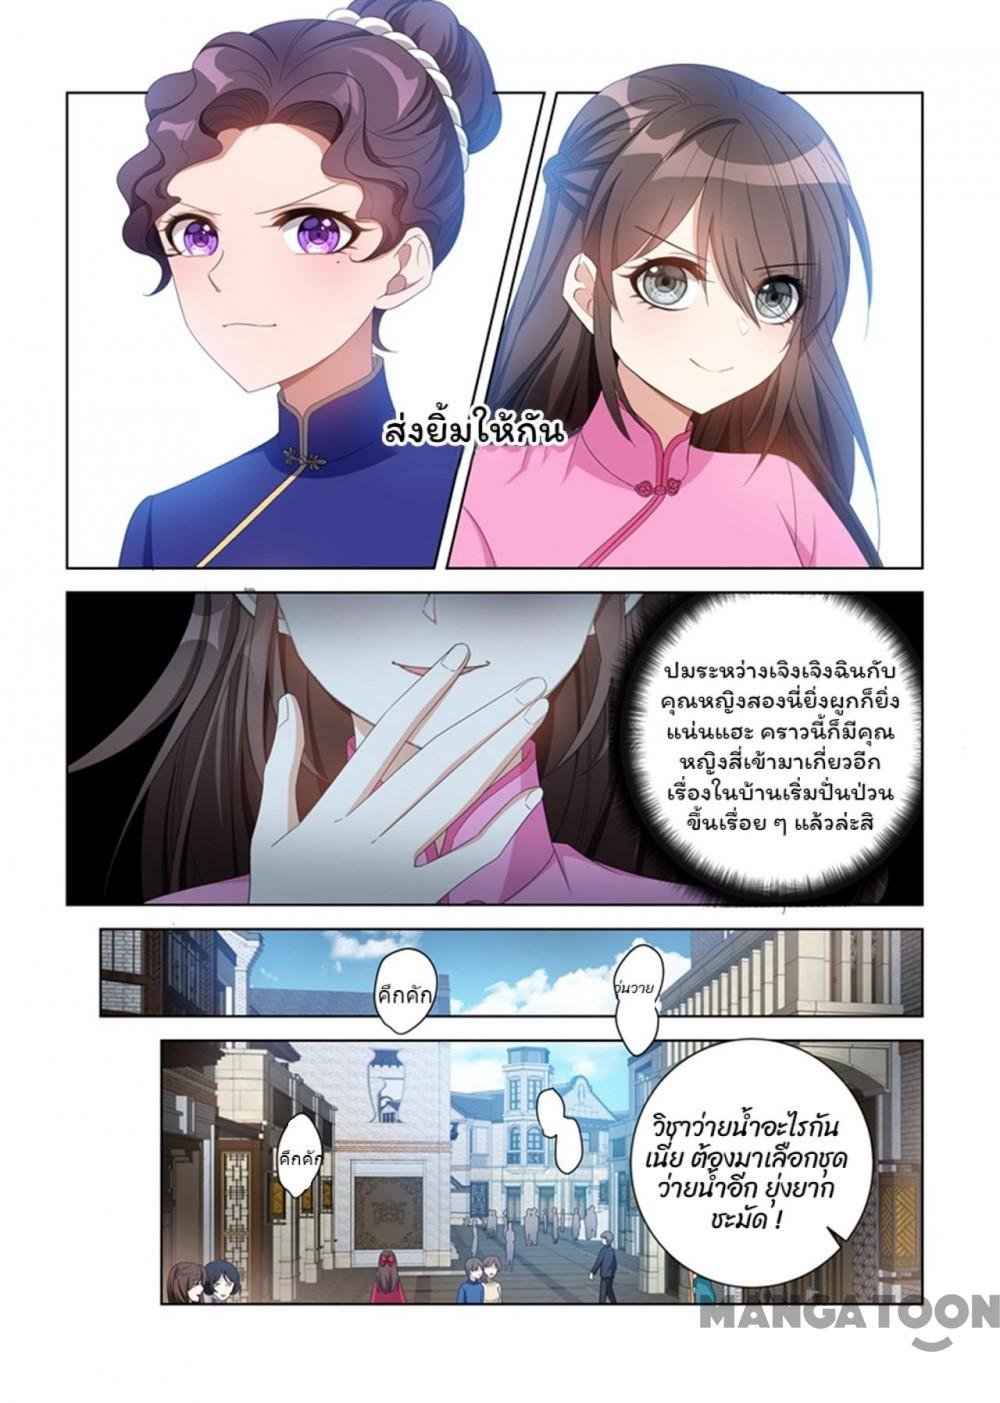 ส่งยิ้มให้กัน
ปมระหว่างเจิงเจิงฉินกับ
คุณหญิงสองนี่ยิ่งผูกก็ยิ่ง
แน่นแฮะ คราวนี้ก็มีคุณ
หญิงสี่เข้ามาเกี่ยวอีก
เรื่องในบ้านเริ่มปั่นป่วน
ขึ้นเรื่อย ๆ แล้วล่ะสิ
คึกคัก
วุ่นวาย
คึกคัก
วิชาว่ายน้ำอะไรกัน
เนี่ย ต้องมาเลือกชุด
ว่ายน้ำอีก ยุ่งยาก
ชะมัด !
MANGATOON